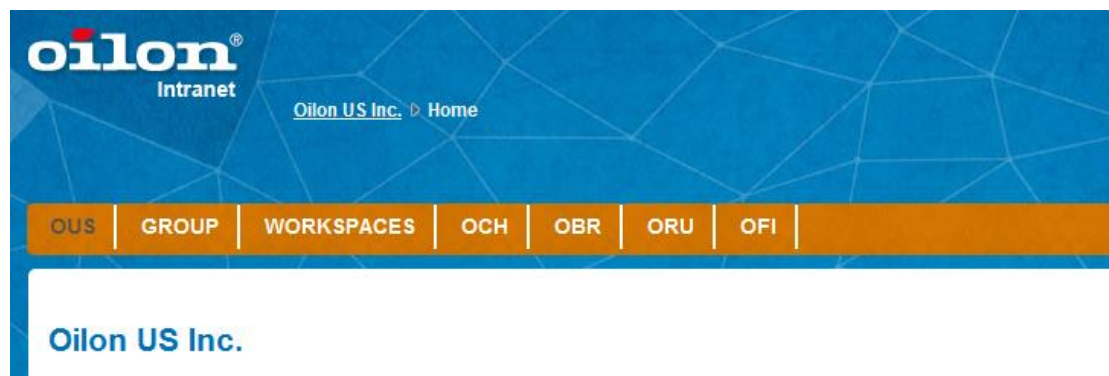 oilon®
Intranet
Oilon US Inc. ▷ Home
OUS GROUP WORKSPACES OCH OBR ORU OFI
Oilon US Inc.